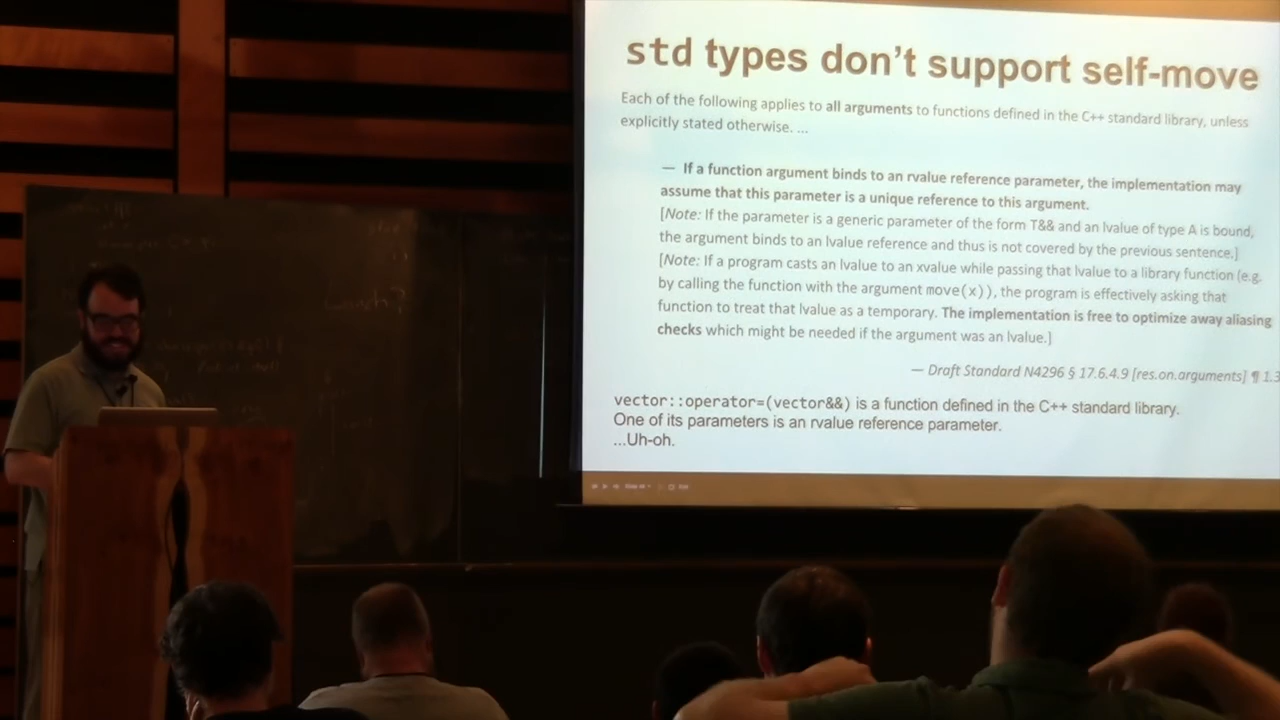 std types don't support self-move
Each of the following applies to all arguments to functions defined in the C++ standard library, unless
explicitly stated otherwise. ...
— If a function argument binds to an rvalue reference parameter, the implementation may
assume that this parameter is a unique reference to this argument.
[Note: If the parameter is a generic parameter of the form T&& and an lvalue of type A is bound,
the argument binds to an lvalue reference and thus is not covered by the previous sentence.]
[Note: If a program casts an lvalue to an xvalue while passing that lvalue to a library function (e.g.
by calling the function with the argument move(x)), the program is effectively asking that
function to treat that lvalue as a temporary. The implementation is free to optimize away aliasing
checks which might be needed if the argument was an lvalue.]
— Draft Standard N4296 § 17.6.4.9 [res.on.arguments] ¶ 1.3
vector::operator=(vector&&) is a function defined in the C++ standard library.
One of its parameters is an rvalue reference parameter.
...Uh-oh.